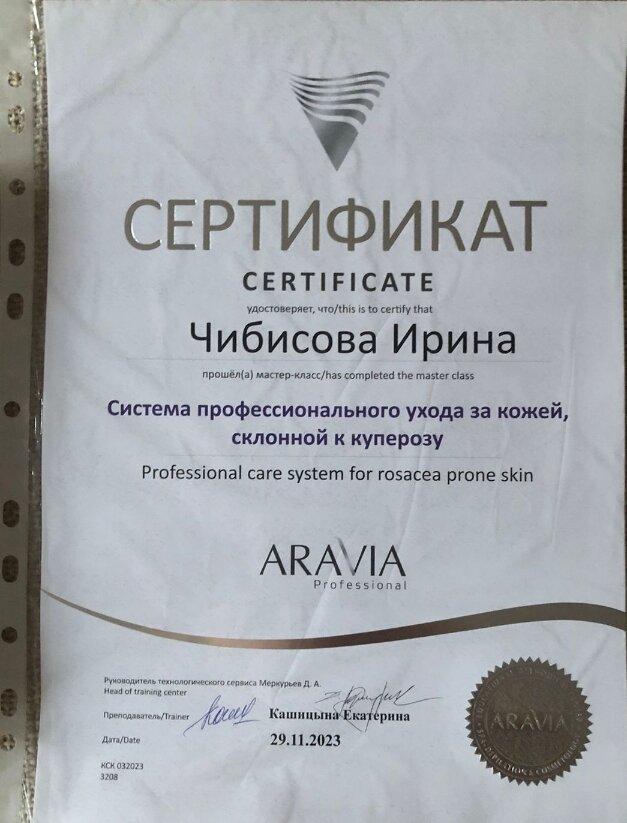 СЕРТИФИКАТ
CERTIFICATE
удостоверяет, что/this is to certify that
Чибисова Ирина
прошёл(а) мастер-класс/has completed the master class
Система профессионального ухода за кожей,
склонной к куперозу
Professional care system for rosacea prone skin
ARAVIA
Professional
Руководитель технологического сервиса Меркурьев Д. А.
Head of training center
Преподаватель/Trainer Кашицына Екатерина
Дата/Date 29.11.2023
КСК 032023
3208
ARAVIA